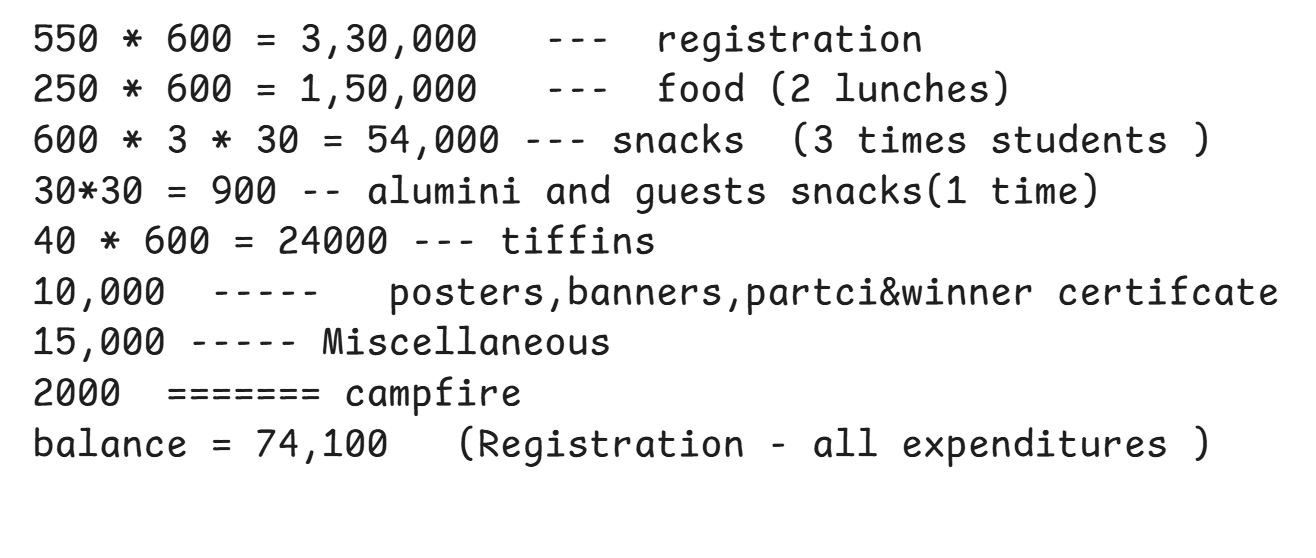 550 * 600 = 3,30,000   ---  registration
250 * 600 = 1,50,000   ---  food (2 lunches)
600 * 3 * 30 = 54,000 --- snacks  (3 times students )
30*30 = 900 -- alumini and guests snacks(1 time)
40 * 600 = 24000 --- tiffins
10,000  -----   posters,banners,partci&winner certifcate
15,000 ----- Miscellaneous
2000  ======= campfire
balance = 74,100   (Registration - all expenditures )